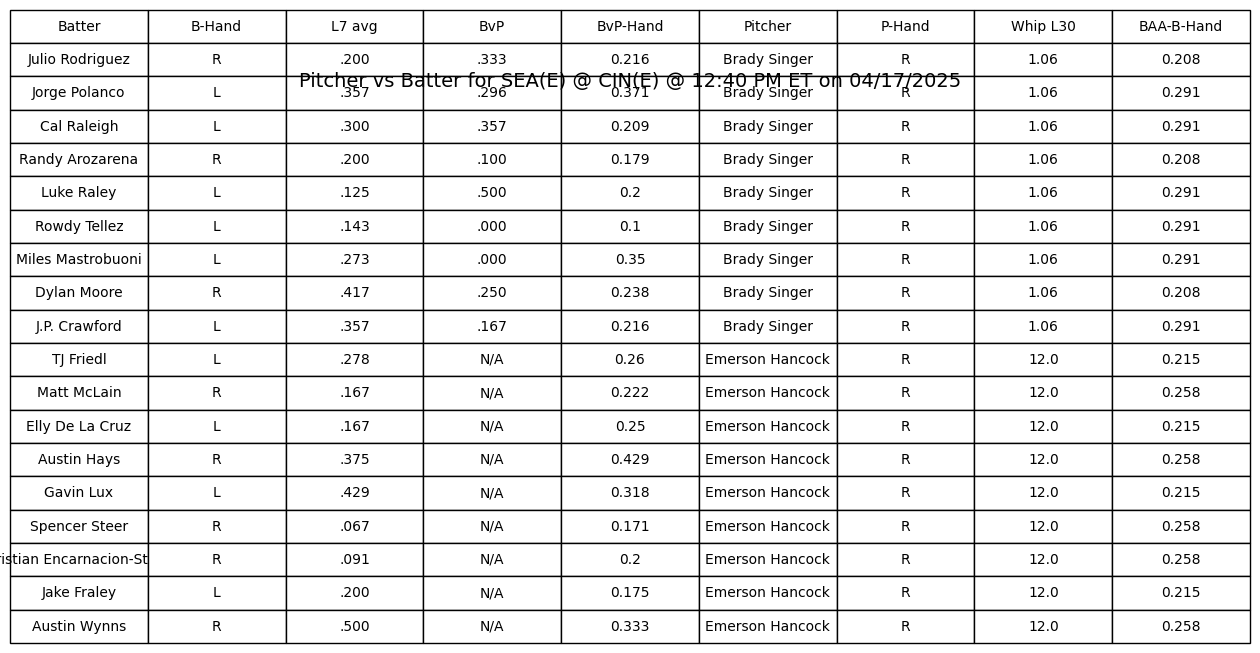 Batter B-Hand L7 avg BvP BvP-Hand Pitcher P-Hand Whip L30 BAA-B-Hand
Julio Rodriguez R .200 .333 0.216 Brady Singer R 1.06 0.208
Pitcher vs Batter for SEA(E) @ CIN(E) @ 12:40 PM ET on 04/17/2025
Jorge Polanco L .357 .296 0.371 Brady Singer R 1.06 0.291
Cal Raleigh L .300 .357 0.209 Brady Singer R 1.06 0.291
Randy Arozarena R .200 .100 0.179 Brady Singer R 1.06 0.208
Luke Raley L .125 .500 0.2 Brady Singer R 1.06 0.291
Rowdy Tellez L .143 .000 0.1 Brady Singer R 1.06 0.291
Miles Mastrobuoni L .273 .000 0.35 Brady Singer R 1.06 0.291
Dylan Moore R .417 .250 0.238 Brady Singer R 1.06 0.208
J.P. Crawford L .357 .167 0.216 Brady Singer R 1.06 0.291
TJ Friedl L .278 N/A 0.26 Emerson Hancock R 12.0 0.215
Matt McLain R .167 N/A 0.222 Emerson Hancock R 12.0 0.258
Elly De La Cruz L .167 N/A 0.25 Emerson Hancock R 12.0 0.215
Austin Hays R .375 N/A 0.429 Emerson Hancock R 12.0 0.258
Gavin Lux L .429 N/A 0.318 Emerson Hancock R 12.0 0.215
Spencer Steer R .067 N/A 0.171 Emerson Hancock R 12.0 0.258
ristian Encarnacion-St R .091 N/A 0.2 Emerson Hancock R 12.0 0.258
Jake Fraley L .200 N/A 0.175 Emerson Hancock R 12.0 0.215
Austin Wynns R .500 N/A 0.333 Emerson Hancock R 12.0 0.258